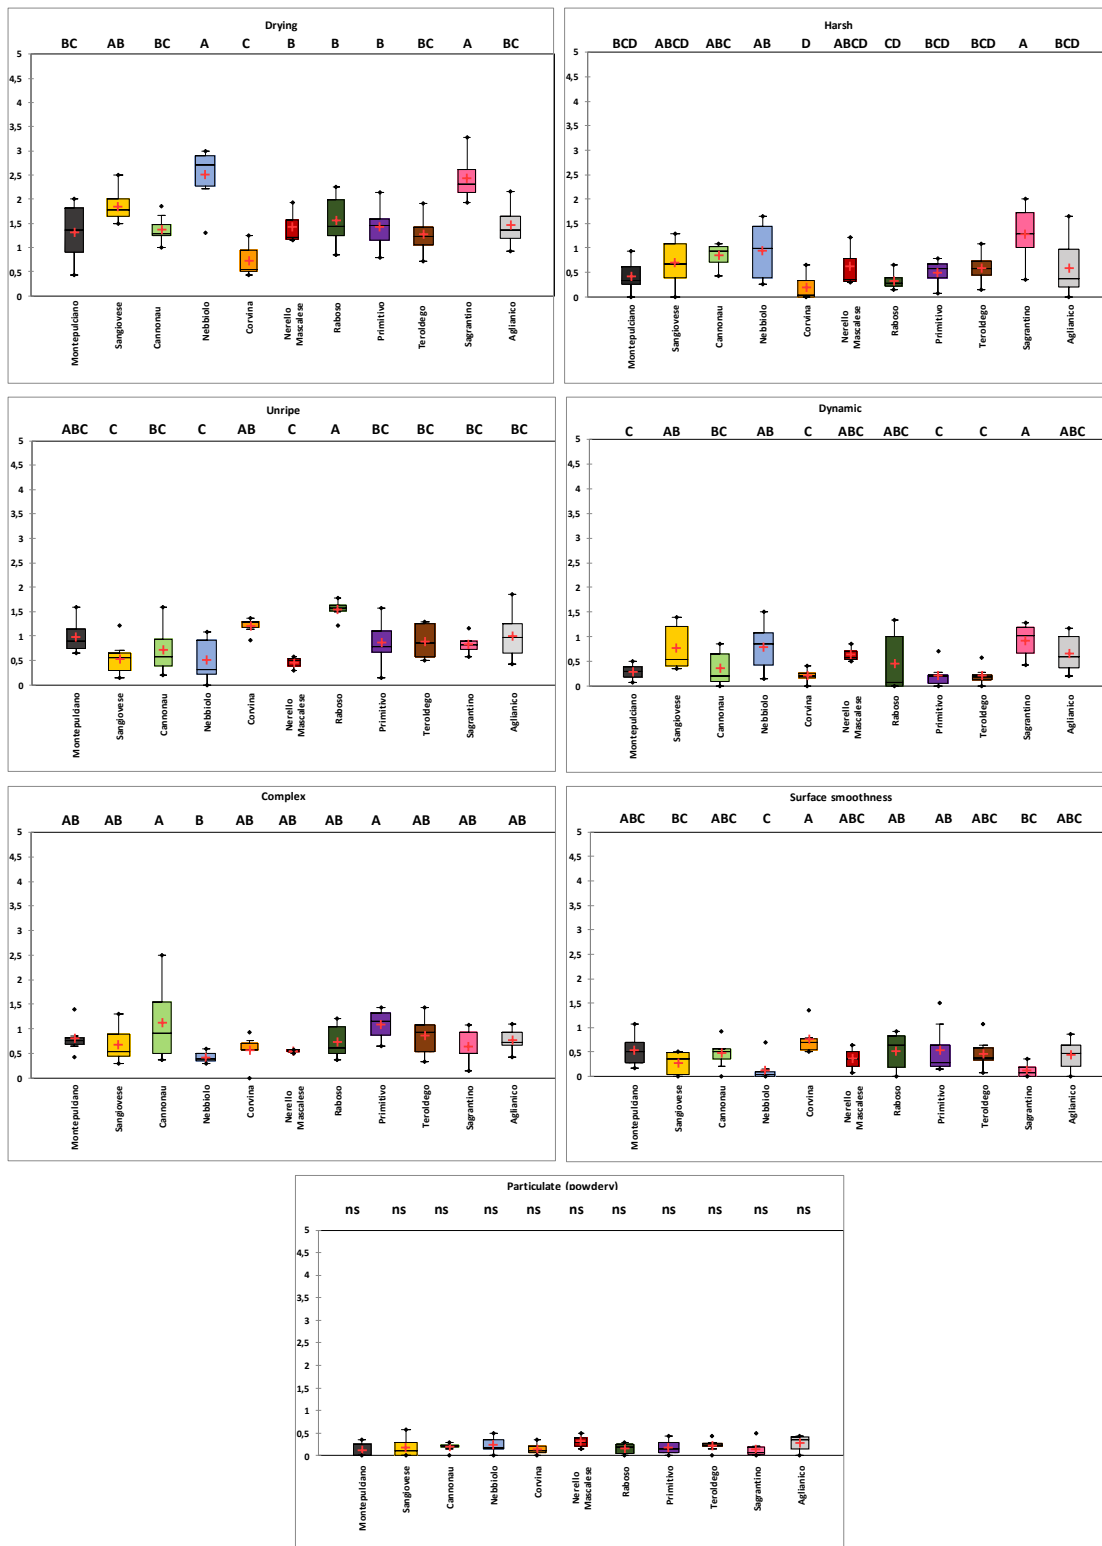 Drying
BC AB BC A C B B B BC A BC
5
4,5
4
3,5
3
2,5
2
1,5
1
0,5
0
Montepulciano
Sangiovese
Cannonau
Nebbiolo
Corvina
Nerello
Mascalese
Raboso
Primitivo
Teroldego
Sagrantino
Aglianico
Harsh
BCD ABCD ABC AB D ABCD CD BCD BCD A BCD
5
4,5
4
3,5
3
2,5
2
1,5
1
0,5
0
Montepulciano
Sangiovese
Cannonau
Nebbiolo
Corvina
Nerello
Mascalese
Raboso
Primitivo
Teroldego
Sagrantino
Aglianico
Unripe
ABC C BC C AB C A BC BC BC BC
5
4,5
4
3,5
3
2,5
2
1,5
1
0,5
0
Montepulciano
Sangiovese
Cannonau
Nebbiolo
Corvina
Nerello
Mascalese
Raboso
Primitivo
Teroldego
Sagrantino
Aglianico
Dynamic
C AB BC AB C ABC ABC C C A ABC
5
4,5
4
3,5
3
2,5
2
1,5
1
0,5
0
Montepulciano
Sangiovese
Cannonau
Nebbiolo
Corvina
Nerello
Mascalese
Raboso
Primitivo
Teroldego
Sagrantino
Aglianico
Complex
AB AB A B AB AB AB A AB AB AB
5
4,5
4
3,5
3
2,5
2
1,5
1
0,5
0
Montepulciano
Sangiovese
Cannonau
Nebbiolo
Corvina
Nerello
Mascalese
Raboso
Primitivo
Teroldego
Sagrantino
Aglianico
Surface smoothness
ABC BC ABC C A ABC AB AB ABC BC ABC
5
4,5
4
3,5
3
2,5
2
1,5
1
0,5
0
Montepulciano
Sangiovese
Cannonau
Nebbiolo
Corvina
Nerello
Mascalese
Raboso
Primitivo
Teroldego
Sagrantino
Aglianico
Particulate (powdery)
ns ns ns ns ns ns ns ns ns ns ns
5
4,5
4
3,5
3
2,5
2
1,5
1
0,5
0
Montepulciano
Sangiovese
Cannonau
Nebbiolo
Corvina
Nerello
Mascalese
Raboso
Primitivo
Teroldego
Sagrantino
Aglianico